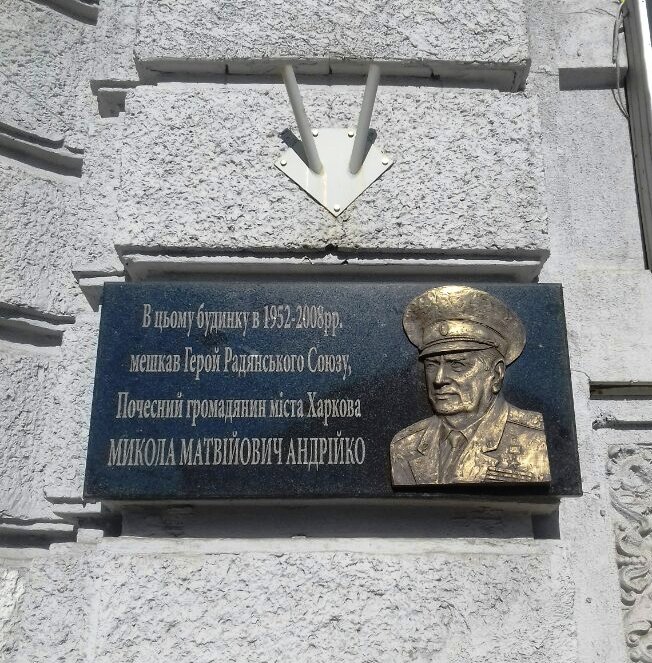 В цьому будинку в 1952-2008рр.
мешкав Герой Радянського Союзу,
Почесний громадянин міста Харкова
МИКОЛА МАТВІЙОВИЧ АНДРІЙКО